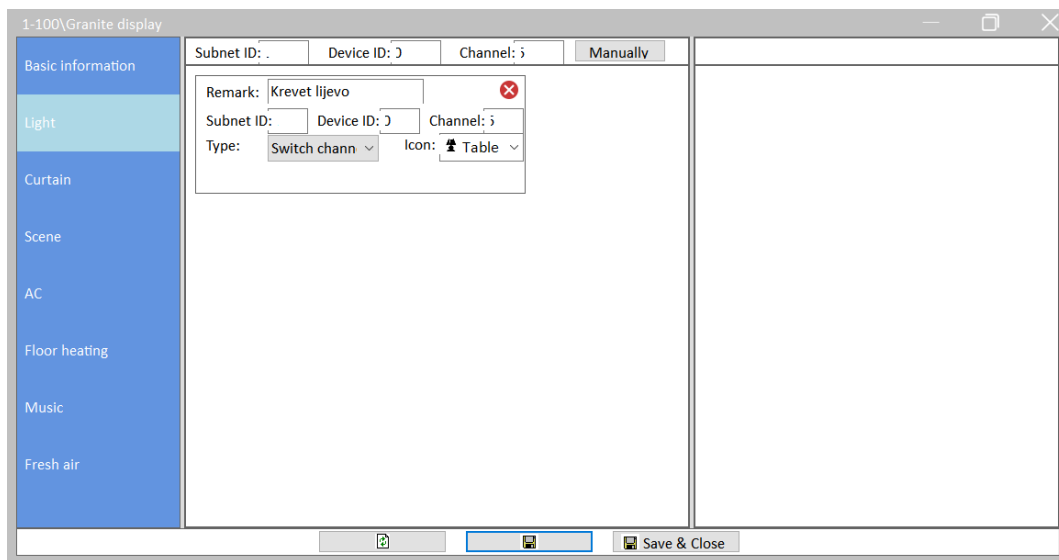 1-100\Granite display
Basic information
Light
Curtain
Scene
AC
Floor heating
Music
Fresh air
Subnet ID: Device ID: Channel: Manually
Remark: Krevet lijevo
Subnet ID: Device ID: Channel:
Type: Switch chann Icon: Table
Save & Close